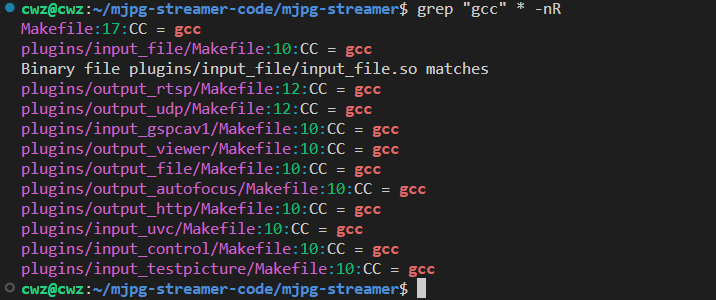 cwz@cwz:~/mjpg-streamer-code/mjpg-streamer$ grep "gcc" * -nR
Makefile:17:CC = gcc
plugins/input_file/Makefile:10:CC = gcc
Binary file plugins/input_file/input_file.so matches
plugins/output_rtsp/Makefile:12:CC = gcc
plugins/output_udp/Makefile:12:CC = gcc
plugins/input_gspcav1/Makefile:10:CC = gcc
plugins/output_viewer/Makefile:10:CC = gcc
plugins/output_file/Makefile:10:CC = gcc
plugins/output_autofocus/Makefile:10:CC = gcc
plugins/output_http/Makefile:10:CC = gcc
plugins/input_uvc/Makefile:10:CC = gcc
plugins/input_control/Makefile:10:CC = gcc
plugins/input_testpicture/Makefile:10:CC = gcc
cwz@cwz:~/mjpg-streamer-code/mjpg-streamer$